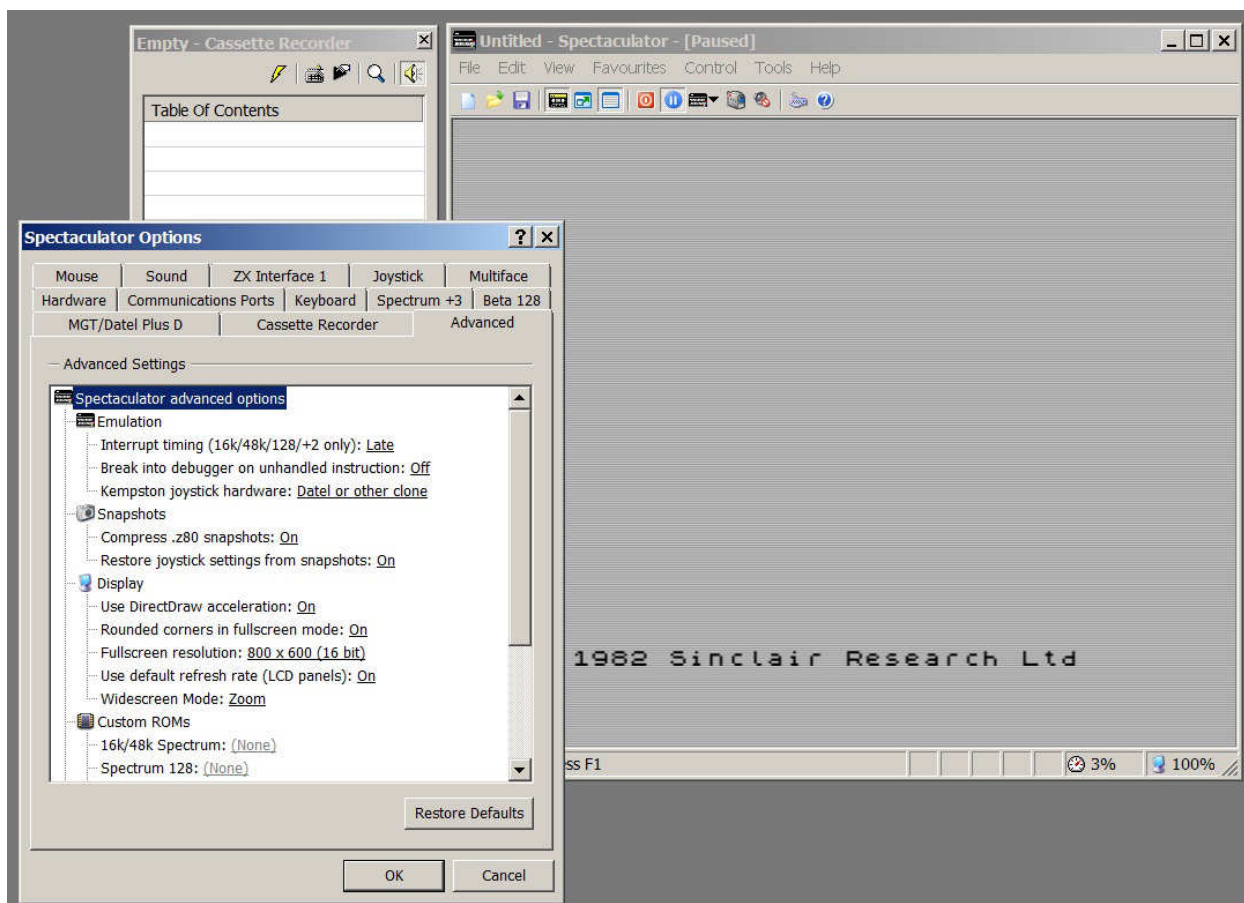 Empty - Cassette Recorder
Table Of Contents
Untitled - Spectaculator - [Paused]
File Edit View Favourites Control Tools Help
1982 Sinclair Research Ltd
ss F1
3%
100%
Spectaculator Options
Mouse Sound ZX Interface 1 Joystick Multiface
Hardware Communications Ports Keyboard Spectrum +3 Beta 128
MGT/Datel Plus D Cassette Recorder Advanced
Advanced Settings
Spectaculator advanced options
Emulation
Interrupt timing (16k/48k/128/+2 only): Late
Break into debugger on unhandled instruction: Off
Kempston joystick hardware: Datel or other clone
Snapshots
Compress .z80 snapshots: On
Restore joystick settings from snapshots: On
Display
Use DirectDraw acceleration: On
Rounded corners in fullscreen mode: On
Fullscreen resolution: 800 x 600 (16 bit)
Use default refresh rate (LCD panels): On
Widescreen Mode: Zoom
Custom ROMs
16k/48k Spectrum: (None)
Spectrum 128: (None)
Restore Defaults
OK Cancel